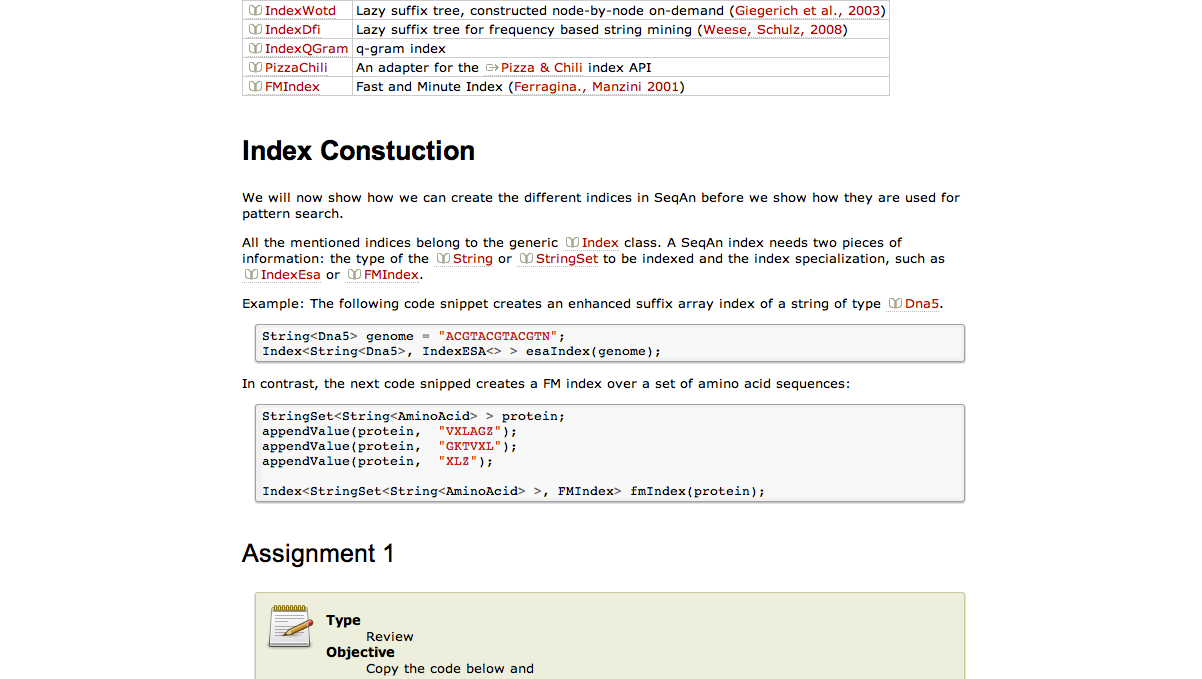 IndexWotd Lazy suffix tree, constructed node-by-node on-demand (Giegerich et al., 2003)
IndexDfi Lazy suffix tree for frequency based string mining (Weese, Schulz, 2008)
IndexQGram q-gram index
PizzaChili An adapter for the Pizza & Chili index API
FMIndex Fast and Minute Index (Ferragina., Manzini 2001)
Index Constuction
We will now show how we can create the different indices in SeqAn before we show how they are used for
pattern search.
All the mentioned indices belong to the generic Index class. A SeqAn index needs two pieces of
information: the type of the String or StringSet to be indexed and the index specialization, such as
IndexEsa or FMIndex.
Example: The following code snippet creates an enhanced suffix array index of a string of type Dna5.
String<Dna5> genome = "ACGTACGTACGTN";
Index<String<Dna5>, IndexESA<> > esaIndex(genome);
In contrast, the next code snipped creates a FM index over a set of amino acid sequences:
StringSet<String<AminoAcid> > protein;
appendValue(protein, "VXLAGZ");
appendValue(protein, "GKTVXL");
appendValue(protein, "XLZ");
Index<StringSet<String<AminoAcid> >, FMIndex> fmIndex(protein);
Assignment 1
Type
Review
Objective
Copy the code below and